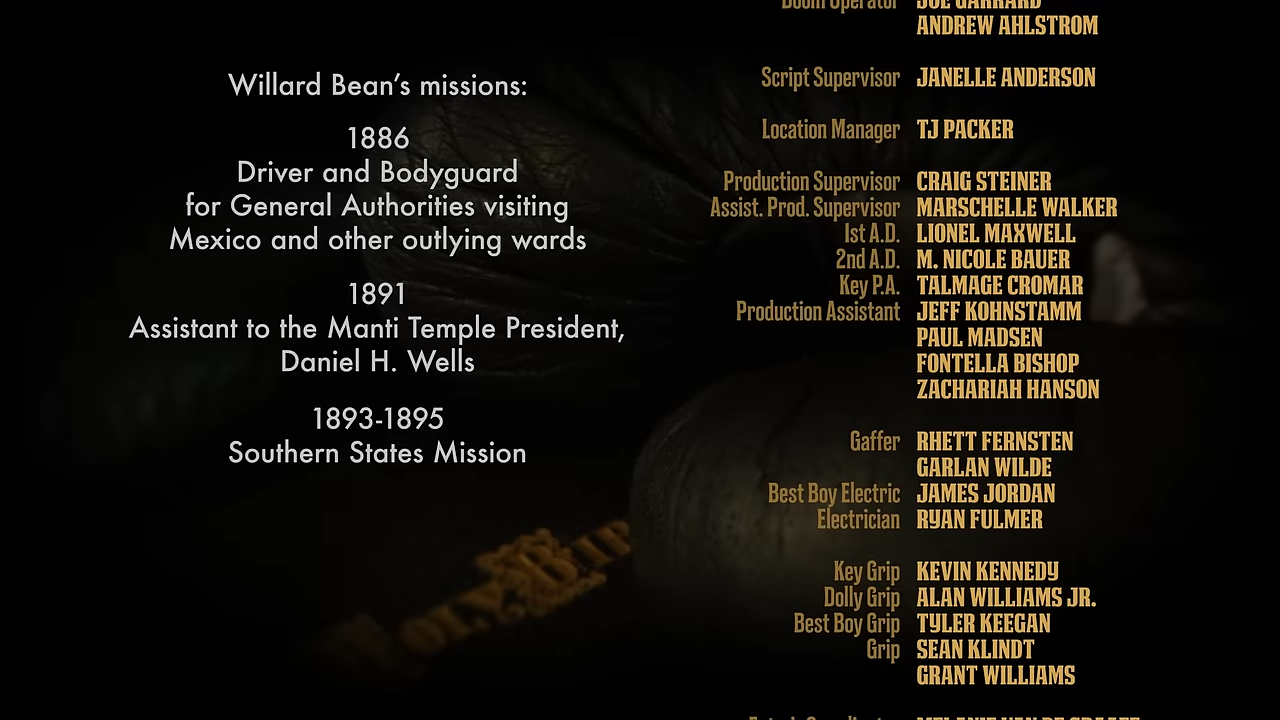 Willard Bean's missions:
1886
Driver and Bodyguard
for General Authorities visiting
Mexico and other outlying wards
1891
Assistant to the Manti Temple President,
Daniel H. Wells
1893-1895
Southern States Mission
Boom Operator JOE GARRARD
ANDREW AHLSTROM
Script Supervisor JANELLE ANDERSON
Location Manager TJ PACKER
Production Supervisor CRAIG STEINER
Assist. Prod. Supervisor MARSCHELLE WALKER
1st A.D. LIONEL MAXWELL
2nd A.D. M. NICOLE BAUER
Key P.A. TALMAGE CROMAR
Production Assistant JEFF KOHNSTAMM
PAUL MADSEN
FONTELLA BISHOP
ZACHARIAH HANSON
Gaffer RHETT FERNSTEN
GARLAN WILDE
Best Boy Electric JAMES JORDAN
Electrician RYAN FULMER
Key Grip KEVIN KENNEDY
Dolly Grip ALAN WILLIAMS JR.
Best Boy Grip TYLER KEEGAN
Grip SEAN KLINDT
GRANT WILLIAMS